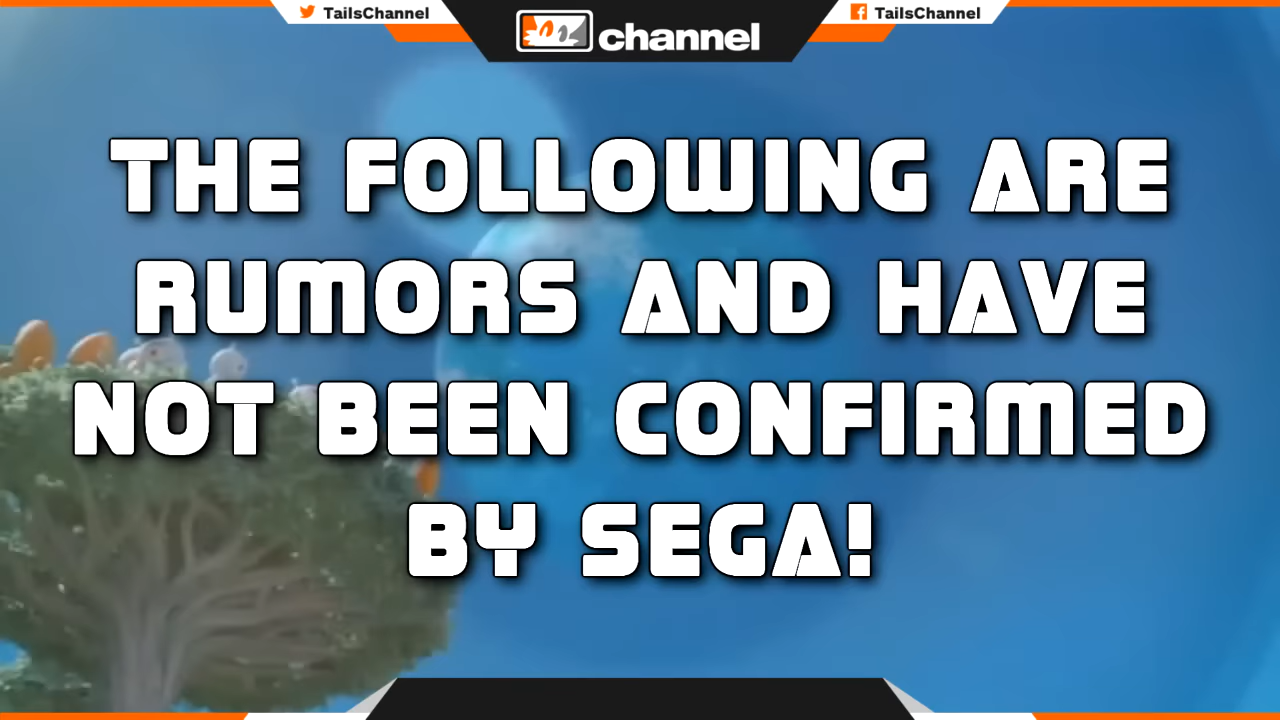 TailsChannel
channel
TailsChannel
THE FOLLOWING ARE
RUMORS AND HAVE
NOT BEEN CONFIRMED
BY SEGA!